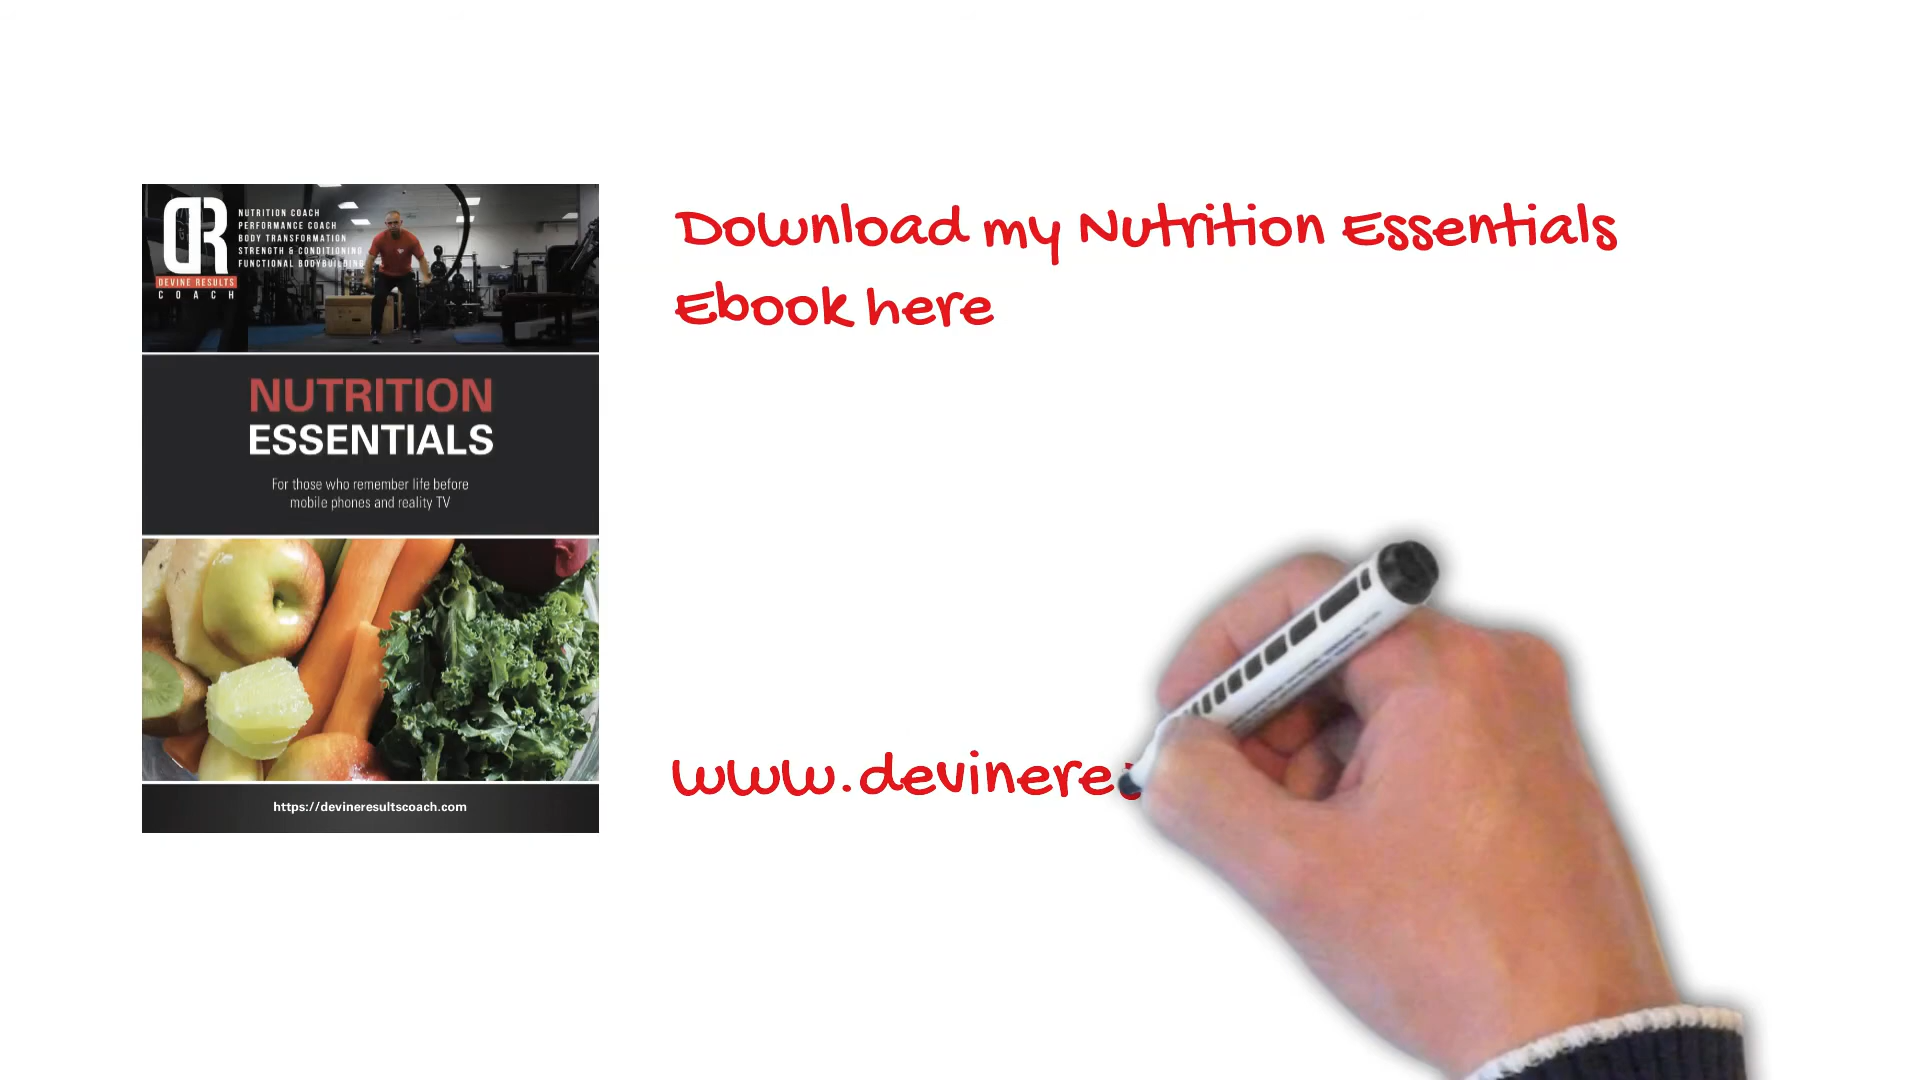 DR
NUTRITION COACH
PERFORMANCE COACH
BODY TRANSFORMATION
STRENGTH & CONDITIONING
FUNCTIONAL BODYBUILDING
DEVINE RESULTS
COACH
NUTRITION
ESSENTIALS
For those who remember life before
mobile phones and reality TV
https://devineresultscoach.com
Download my Nutrition Essentials
Ebook here
www.devinere